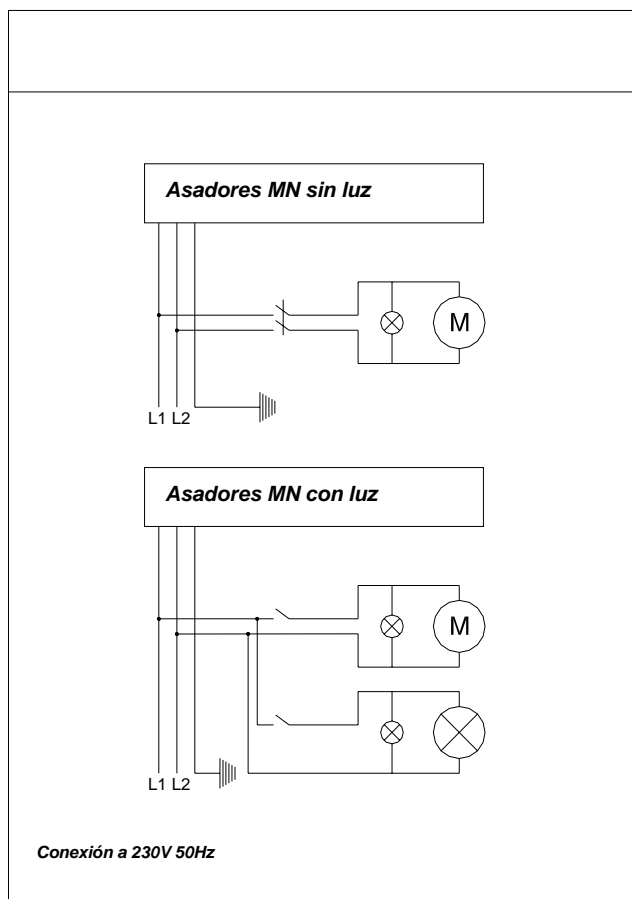 Asadores MN sin luz
M
L1 L2
Asadores MN con luz
M
L1 L2
Conexión a 230V 50Hz